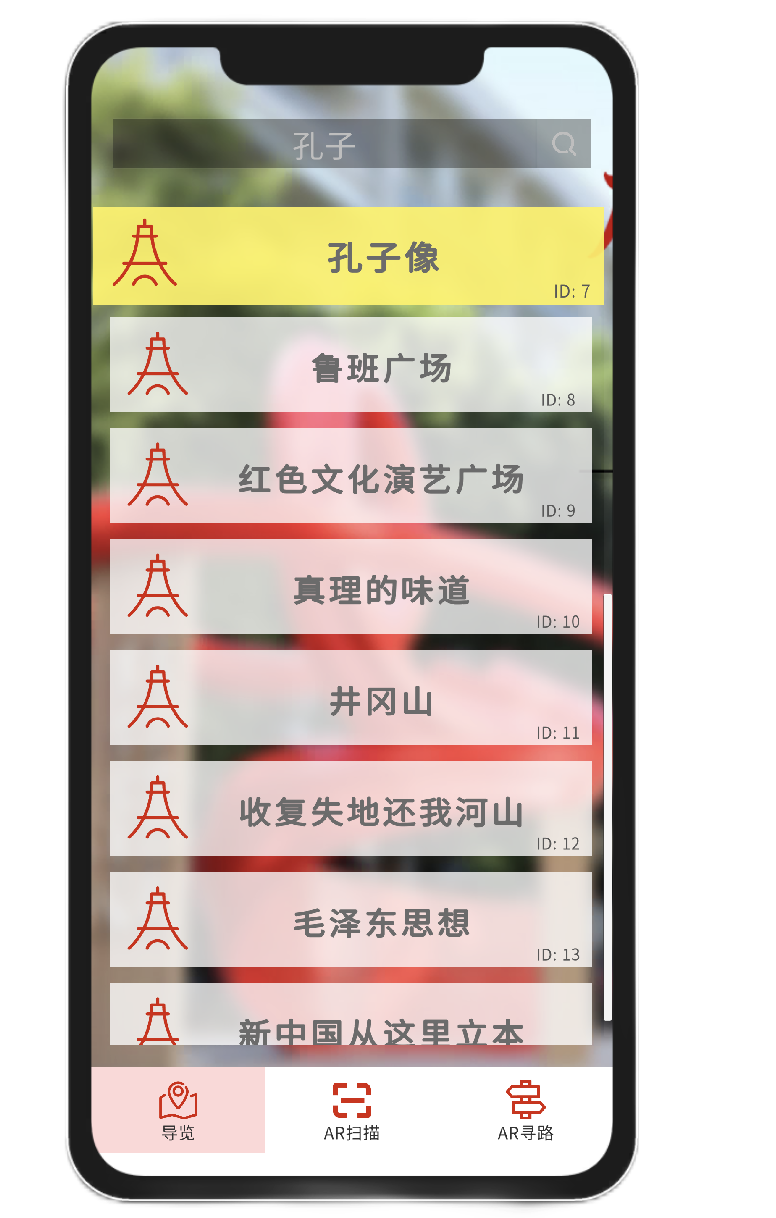 孔子
孔子像
ID: 7
鲁班广场
ID: 8
红色文化演艺广场
ID: 9
真理的味道
ID: 10
井冈山
ID: 11
收复失地还我河山
ID: 12
毛泽东思想
ID: 13
新中国从这里立本
导览
AR扫描
AR寻路